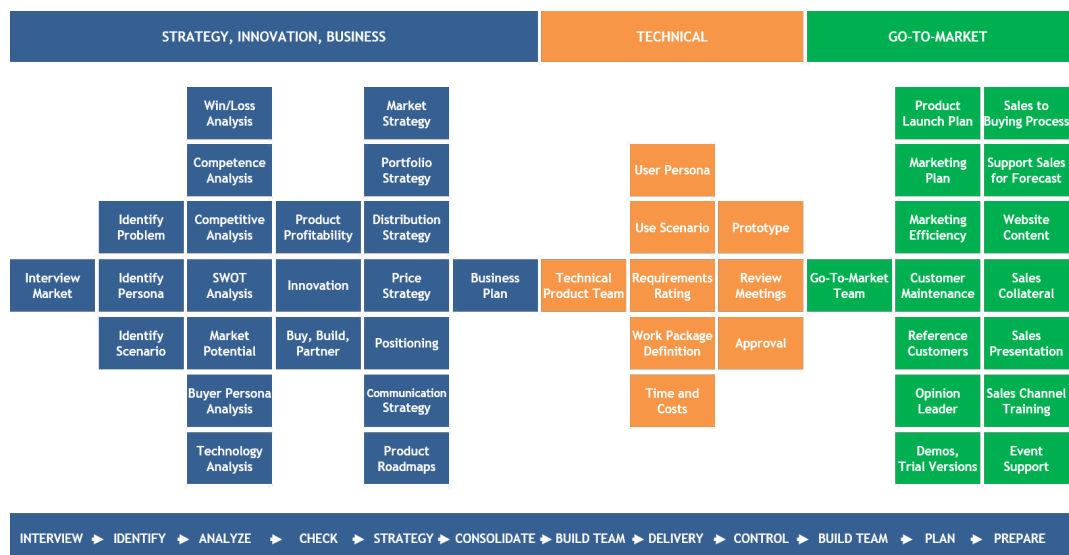 STRATEGY, INNOVATION, BUSINESS
TECHNICAL
GO-TO-MARKET
Interview
Market
Identify
Problem
Identify
Persona
Identify
Scenario
Win/Loss
Analysis
Competence
Analysis
Competitive
Analysis
SWOT
Analysis
Market
Potential
Buyer Persona
Analysis
Technology
Analysis
Product
Profitability
Innovation
Buy, Build,
Partner
Market
Strategy
Portfolio
Strategy
Distribution
Strategy
Price
Strategy
Positioning
Communication
Strategy
Product
Roadmaps
Business
Plan
Technical
Product Team
User Persona
Use Scenario
Requirements
Rating
Work Package
Definition
Time and
Costs
Prototype
Review
Meetings
Approval
Go-To-Market
Team
Product
Launch Plan
Marketing
Plan
Marketing
Efficiency
Customer
Maintenance
Reference
Customers
Opinion
Leader
Demos,
Trial Versions
Sales to
Buying Process
Support Sales
for Forecast
Website
Content
Sales
Collateral
Sales
Presentation
Sales Channel
Training
Event
Support
INTERVIEW
IDENTIFY
ANALYZE
CHECK
STRATEGY
CONSOLIDATE
BUILD TEAM
DELIVERY
CONTROL
BUILD TEAM
PLAN
PREPARE